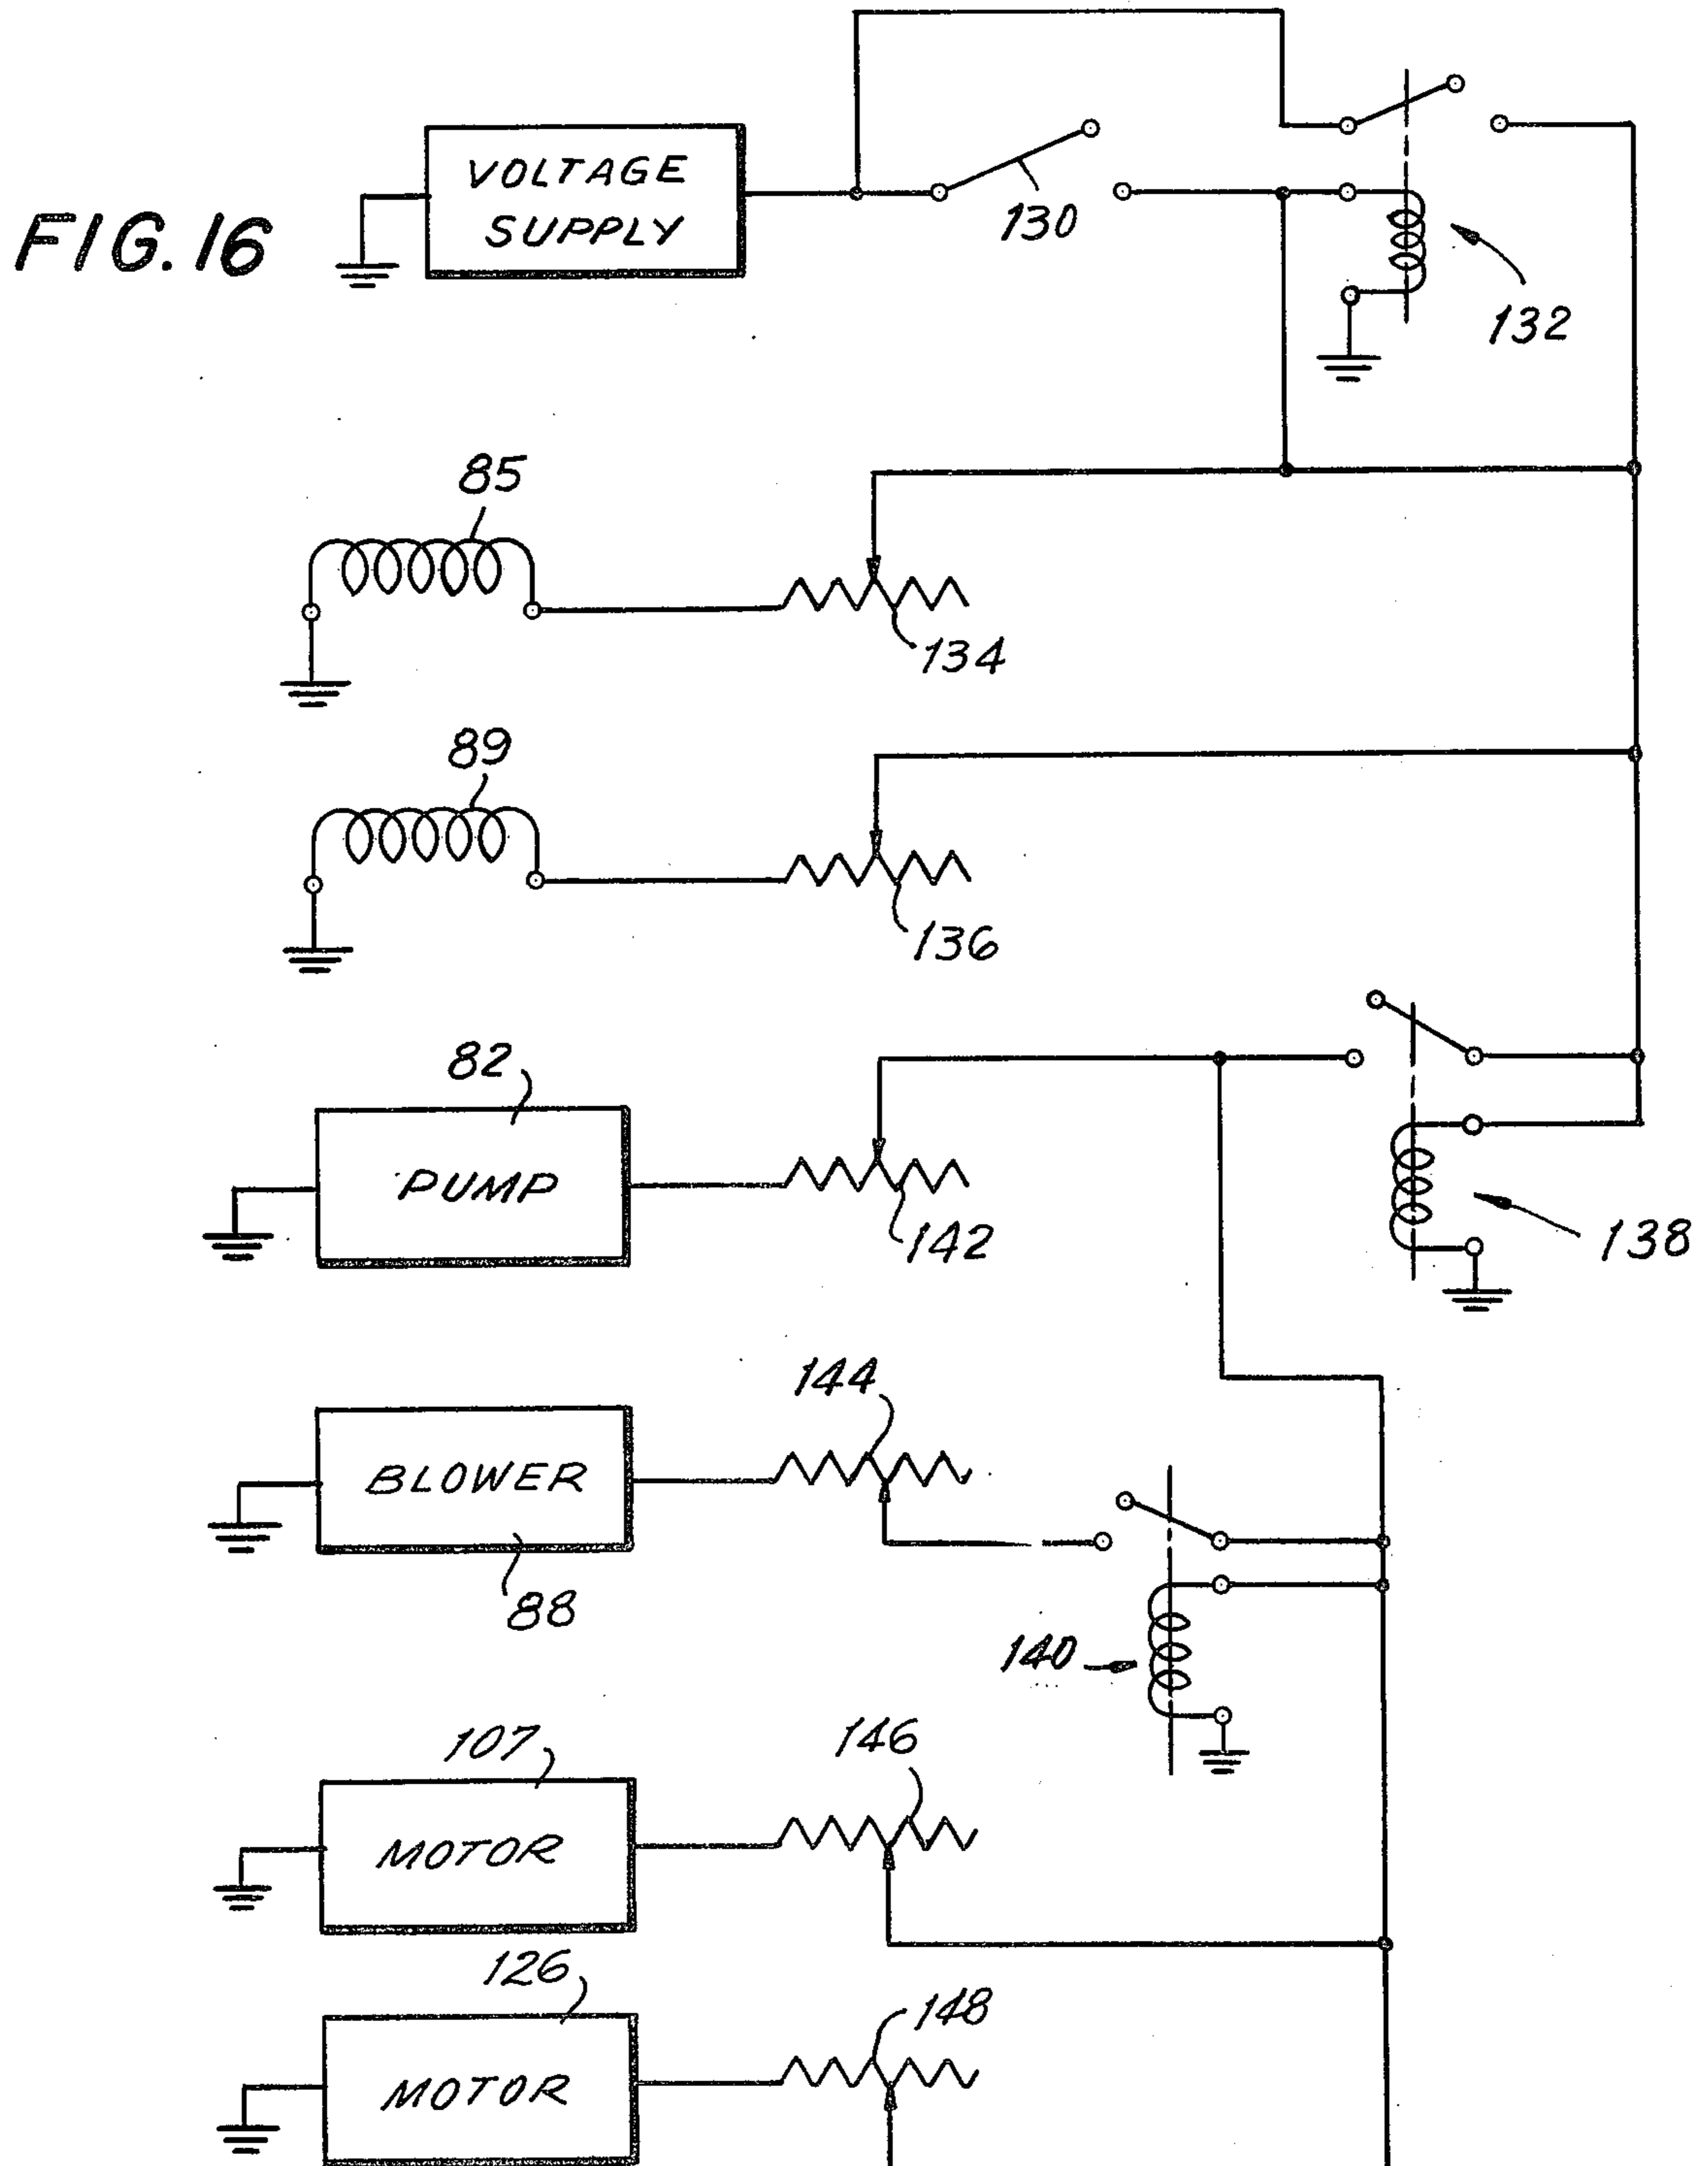 FIG. 16
VOLTAGE
SUPPLY
130
132
85
134
89
136
82
PUMP
142
138
144
BLOWER
88
140
107
146
MOTOR
126
148
MOTOR